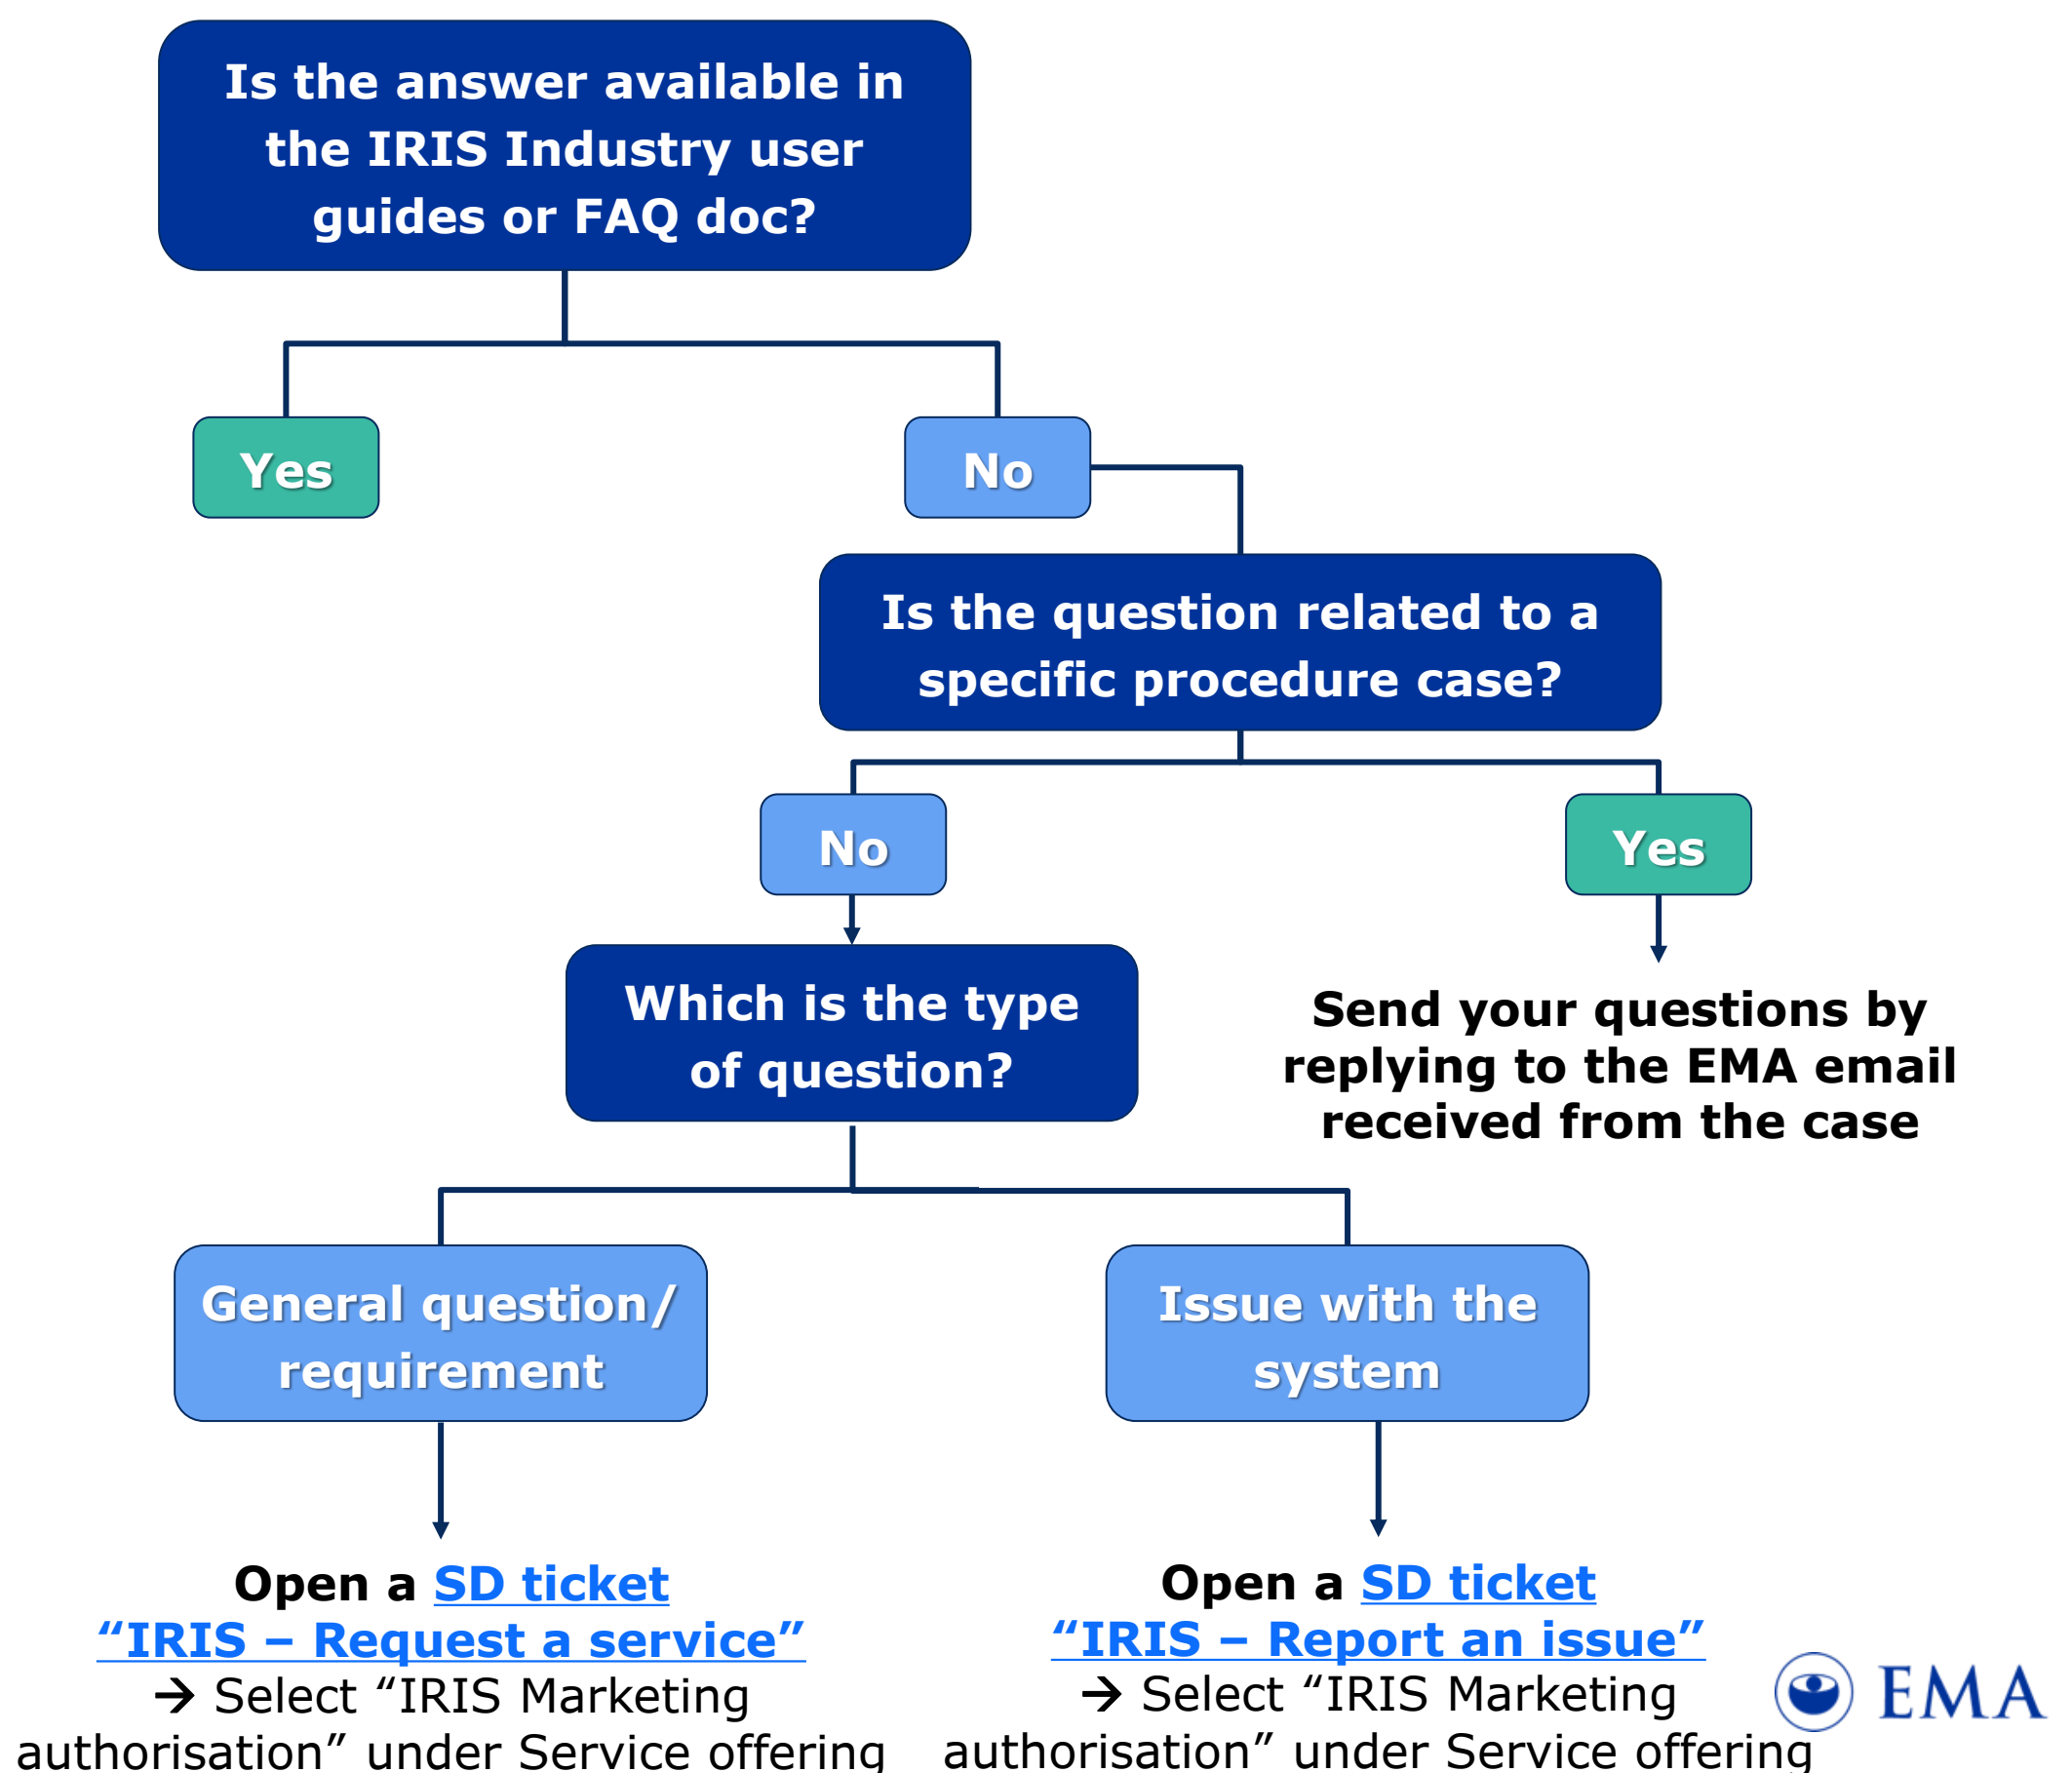 Is the answer available in
the IRIS Industry user
guides or FAQ doc?
Yes
No
Is the question related to a
specific procedure case?
No
Yes
Which is the type
of question?
Send your questions by
replying to the EMA email
received from the case
General question/
requirement
Issue with the
system
Open a SD ticket
“IRIS – Request a service”
→ Select “IRIS Marketing
authorisation” under Service offering
Open a SD ticket
“IRIS – Report an issue”
→ Select “IRIS Marketing
authorisation” under Service offering
EMA